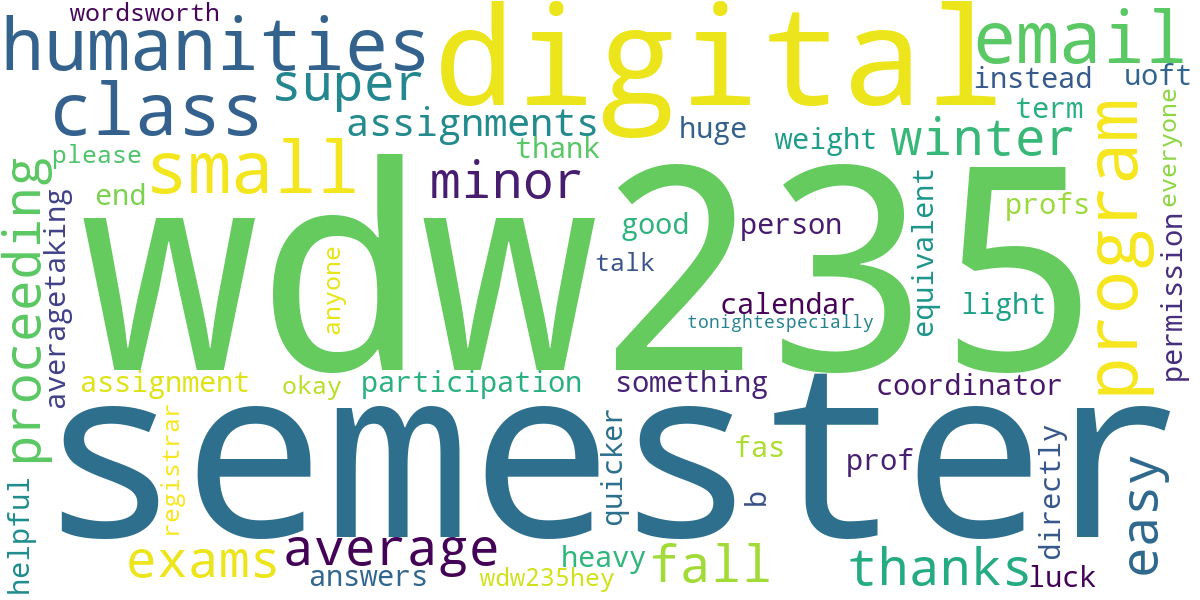 wordsworth
humanities
digital
email
super
class
instead
uoft
term
assignments
huge
weight
winter
thank
please
small
end
minor
everyone
program
proceeding
averagetaking
wdw235
good
person
profs
equivalent
permission
anyone
talk
calendar
light
tonightespecially
assignment
okay
participation
something
coordinator
semester
registrar
quicker
fas
prof
b
directly
easy
helpful
exams
average
answers
wdw235hey
heavy
fall
thanks
luck